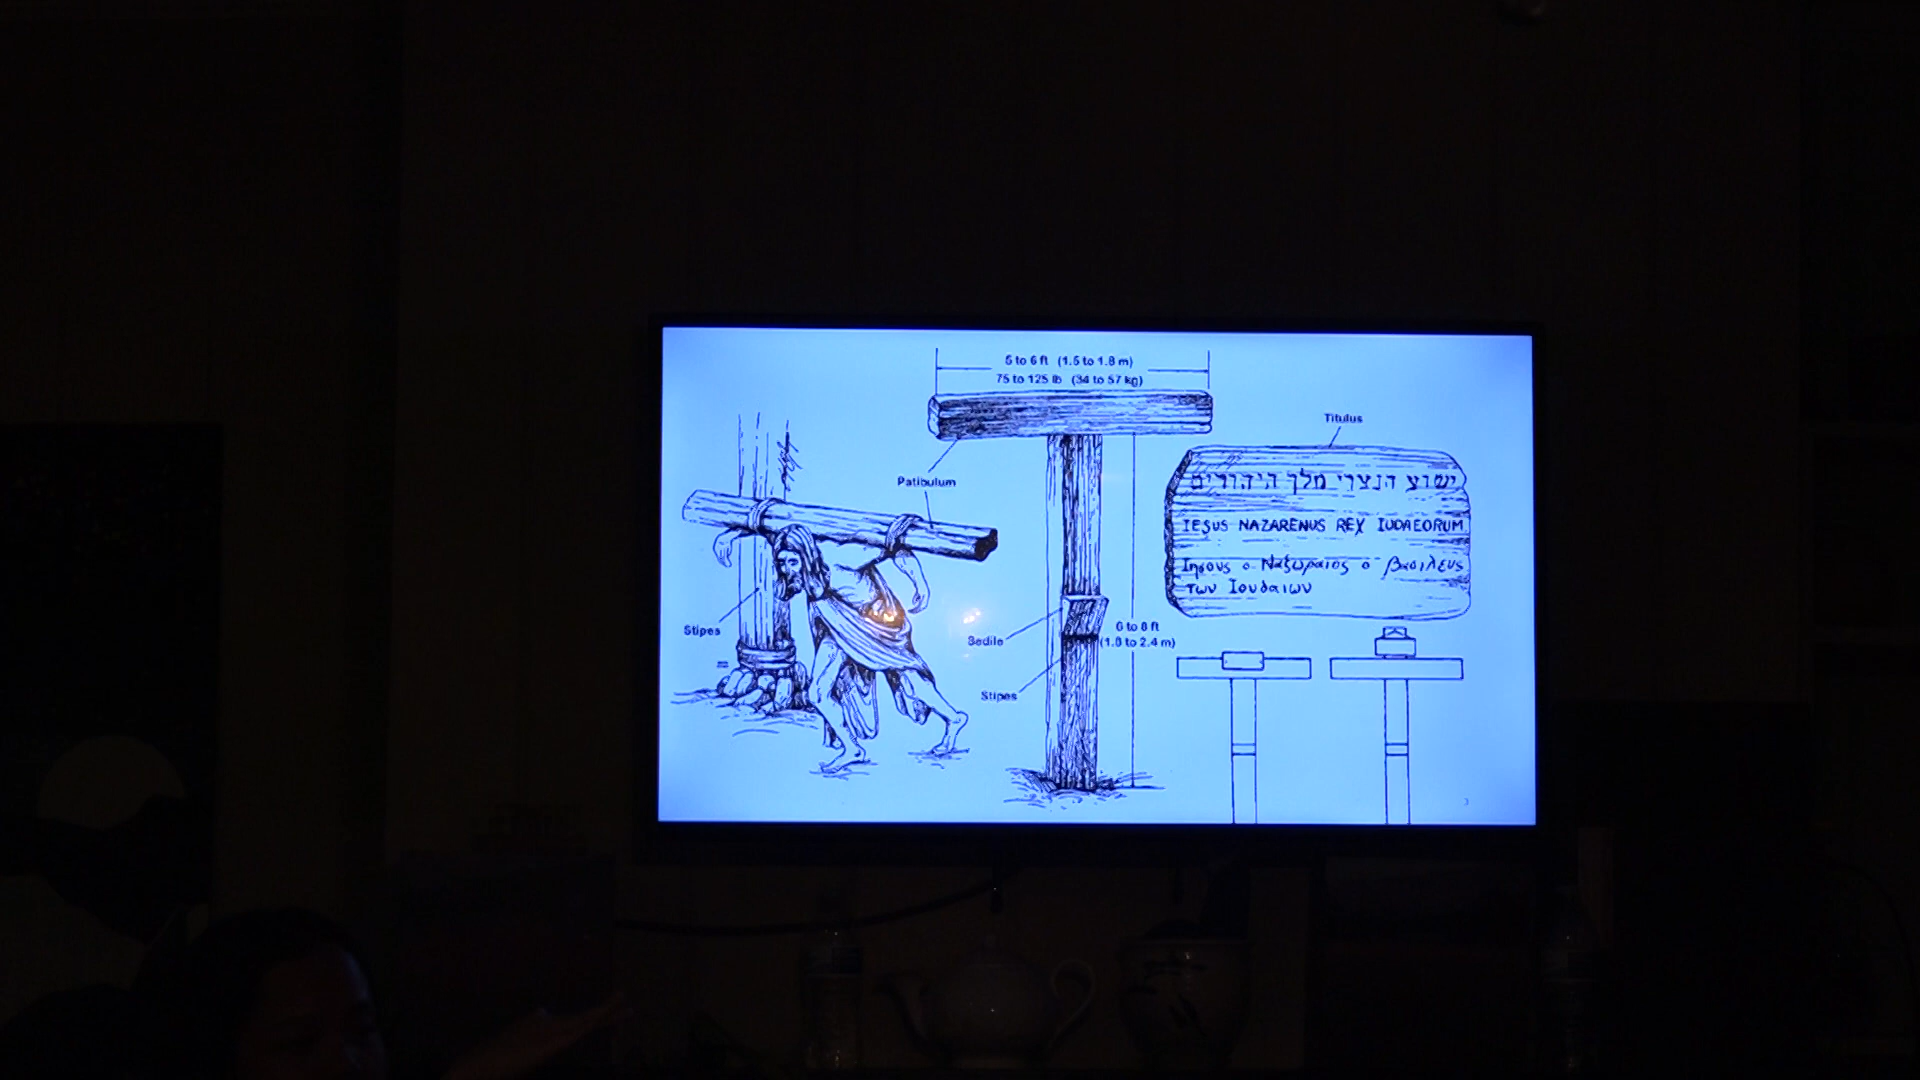 5 to 6 ft (1.5 to 1.8 m)
75 to 125 lb (34 to 57 kg)
Titulus
Patibulum
ישוע הנצרי מלך היהודים
IESUS NAZARENUS REX IUDAEORUM
Ιησους ο Ναζωραιος ο βασιλευς
των Ιουδαιων
Stipes
Sedile
6 to 8 ft
(1.8 to 2.4 m)
Stipes
3